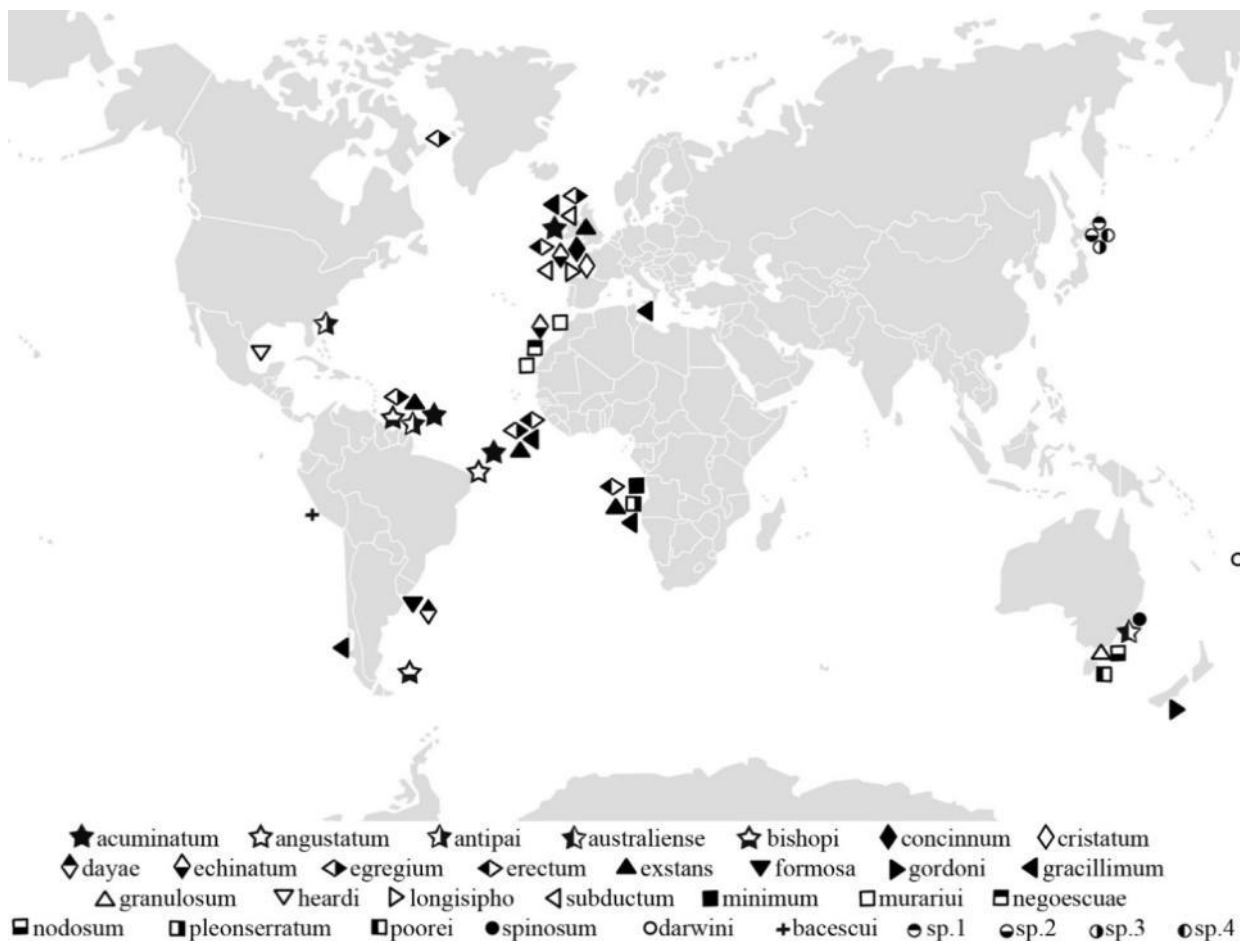 acuminatum angustatum antipai australiense bishopi concinnum cristatum
dayae echinatum egregium erectum exstans formosa gordoni gracillimum
granulosum heardi longisipho subductum minimum murariui negoescuae
nodosum pleonserratum poorei spinosum darwini bacescui sp.1 sp.2 sp.3 sp.4